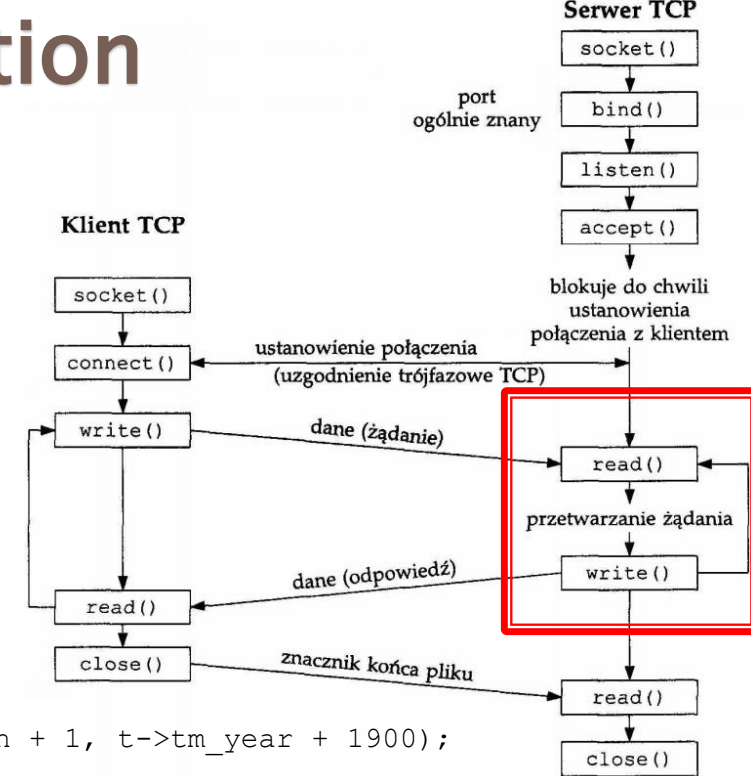 tion
Serwer TCP
socket()
port
ogólnie znany
bind()
listen()
accept()
Klient TCP
blokuje do chwili
ustanowienia
połączenia z klientem
socket()
ustanowienie połączenia
connect()
(uzgodnienie trójfazowe TCP)
write()
dane (żądanie)
read()
przetwarzanie żądania
write()
dane (odpowiedź)
read()
close()
znacznik końca pliku
read()
n + 1, t->tm_year + 1900);
close()